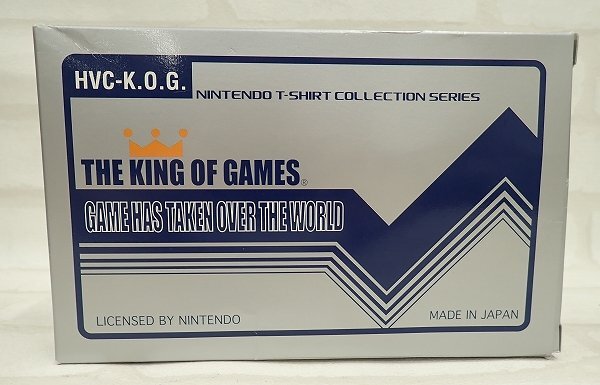 HVC-K.O.G.
NINTENDO T-SHIRT COLLECTION SERIES
THE KING OF GAMES®
GAME HAS TAKEN OVER THE WORLD
LICENSED BY NINTENDO
MADE IN JAPAN